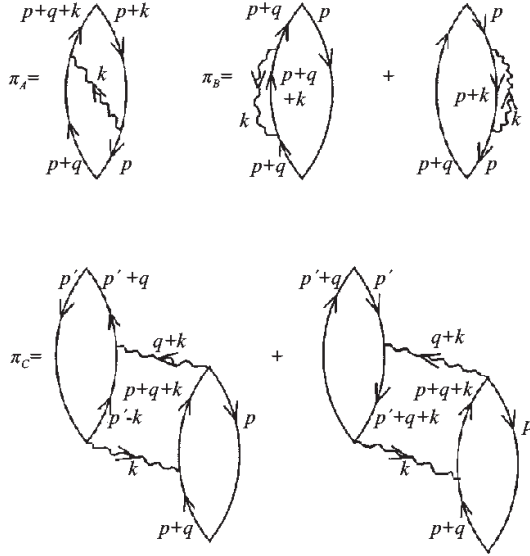 p+q+k p+k p+q p p
π_A= k π_B= p+q +k + p+k k
k
p+q p p+q p+q p
p′ p′+q p′+q p′
q+k q+k
π_C= p+q+k p + p+q+k p
p′-k p′+q+k
k k
p+q p+q